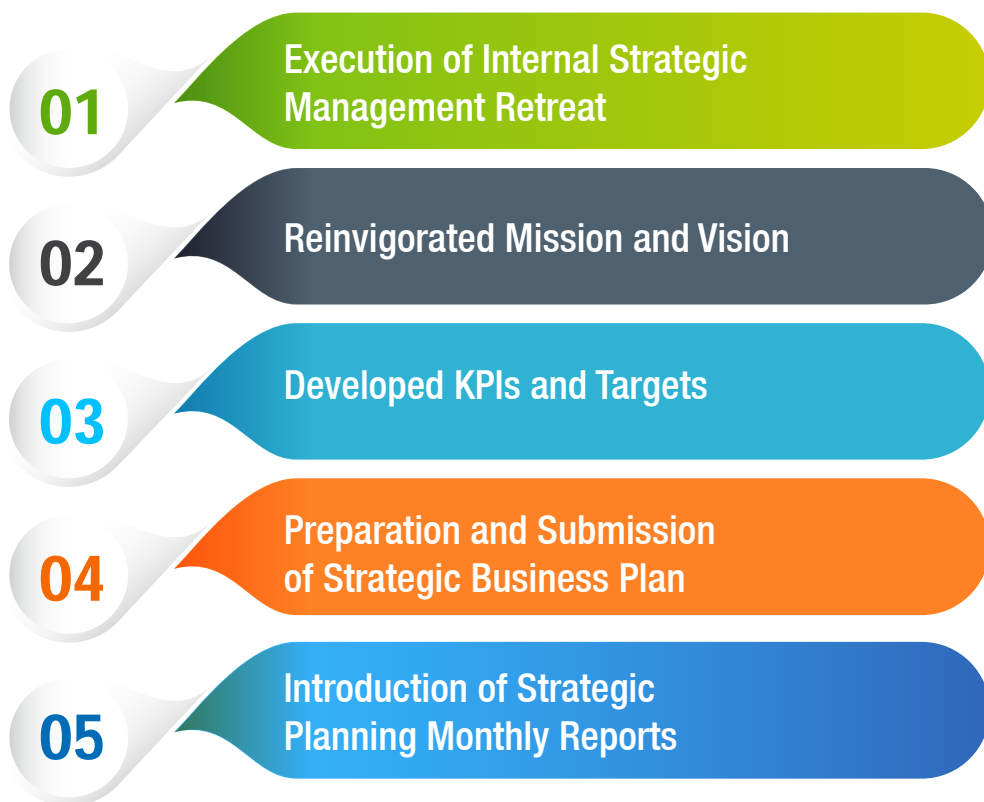 01
Execution of Internal Strategic
Management Retreat
02
Reinvigorated Mission and Vision
03
Developed KPIs and Targets
04
Preparation and Submission
of Strategic Business Plan
05
Introduction of Strategic
Planning Monthly Reports